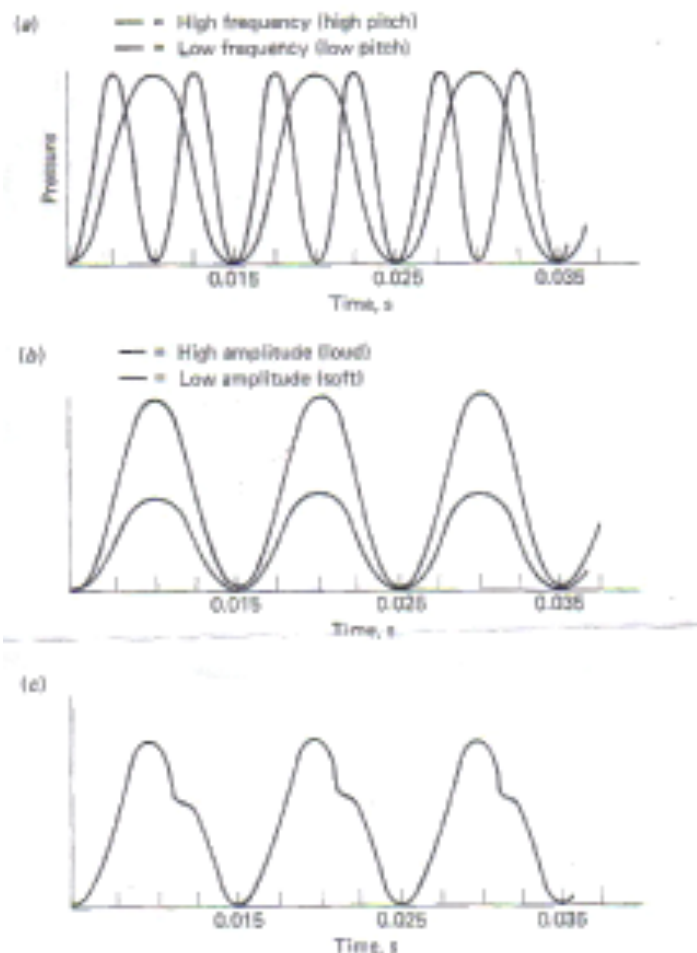 (a)
— = High frequency (high pitch)
— = Low frequency (low pitch)
Pressure
0.015 0.025 0.035
Time, s
(b)
— = High amplitude (loud)
— = Low amplitude (soft)
0.015 0.025 0.035
Time, s
(c)
0.015 0.025 0.035
Time, s